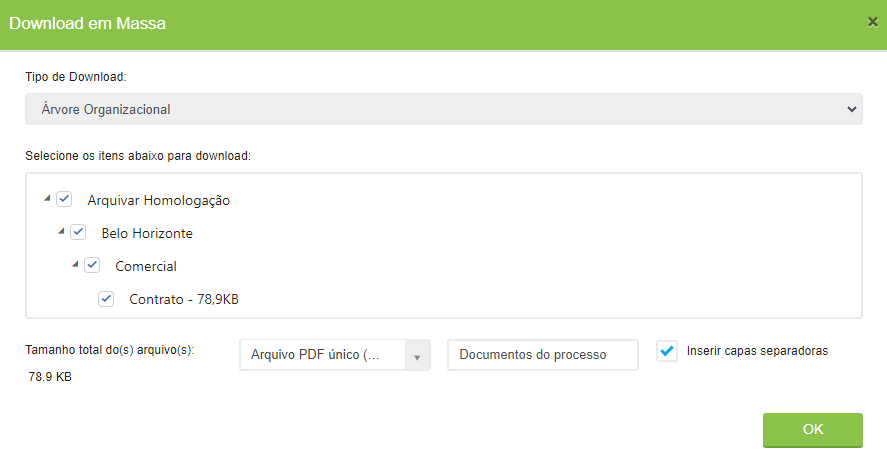 Download em Massa
×
Tipo de Download:
Árvore Organizacional
Selecione os itens abaixo para download:
Arquivar Homologação
Belo Horizonte
Comercial
Contrato - 78,9KB
Tamanho total do(s) arquivo(s):
78.9 KB
Arquivo PDF único (...
Documentos do processo
Inserir capas separadoras
OK